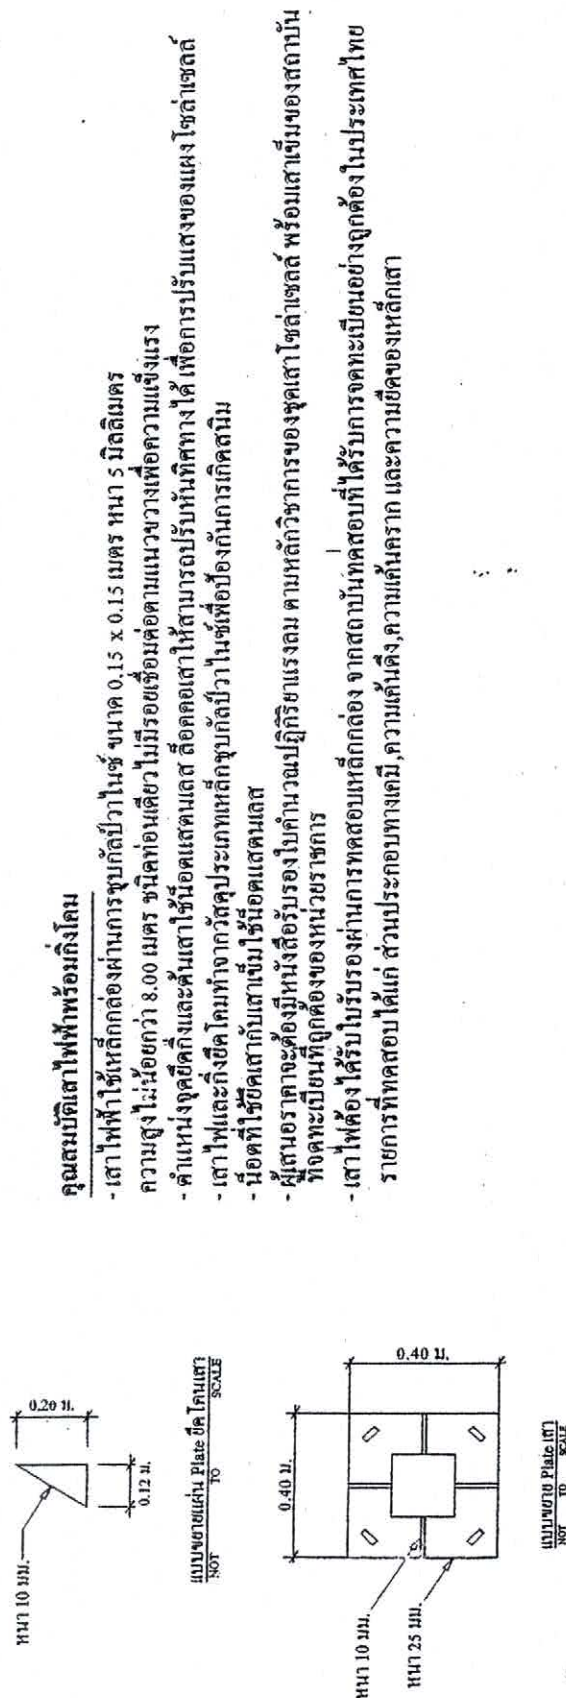 คุณสมบัติเสาไฟฟ้าพร้อมกิ่งโคม
- เสาไฟฟ้าใช้เหล็กกล่องผ่านการชุบกัลป์วาไนซ์ ขนาด 0.15 x 0.15 เมตร หนา 5 มิลลิเมตร
ความสูงไม่น้อยกว่า 8.00 เมตร ชนิดท่อนเดียว ไม่มีรอยเชื่อมต่อตามแนวขวางเพื่อความแข็งแรง
- ตำแหน่งจุดยึดกิ่งและต้นเสาใช้น๊อตแสตนเลส ล๊อคคอเสาให้สามารถปรับหันทิศทางได้ เพื่อการปรับแสงของแผงโซล่าเซลล์
- เสาไฟและกิ่งยึดโคมทำจากวัสดุประเภทเหล็กชุบกัลป์วาไนซ์เพื่อป้องกันการเกิดสนิม
- น๊อตที่ใช้ยึดเสากับเสาเข็มใช้น๊อตแสตนเลส
- ผู้เสนอราคาจะต้องมีหนังสือรับรองใบคำนวณปฏิกิริยาแรงลม ตามหลักวิชาการของชุดเสาโซล่าเซลล์ พร้อมเสาเข็มของสถาบัน
ที่จดทะเบียนที่ถูกต้องของหน่วยราชการ
- เสาไฟต้องได้รับใบรับรองผ่านการทดสอบเหล็กกล่อง จากสถาบันทดสอบที่ได้รับการจดทะเบียนอย่างถูกต้องในประเทศไทย
รายการที่ทดสอบได้แก่ ส่วนประกอบทางเคมี,ความเค้นดึง,ความเค้นคราก และความยืดของเหล็กเสา
หนา 10 มม.
0.20 ม.
0.12 ม.
แบบขยายแผ่น Plate ยึดโคนเสา
NOT TO SCALE
0.40 ม.
0.40 ม.
หนา 10 มม.
หนา 25 มม.
แบบขยาย Plate เสา
NOT TO SCALE